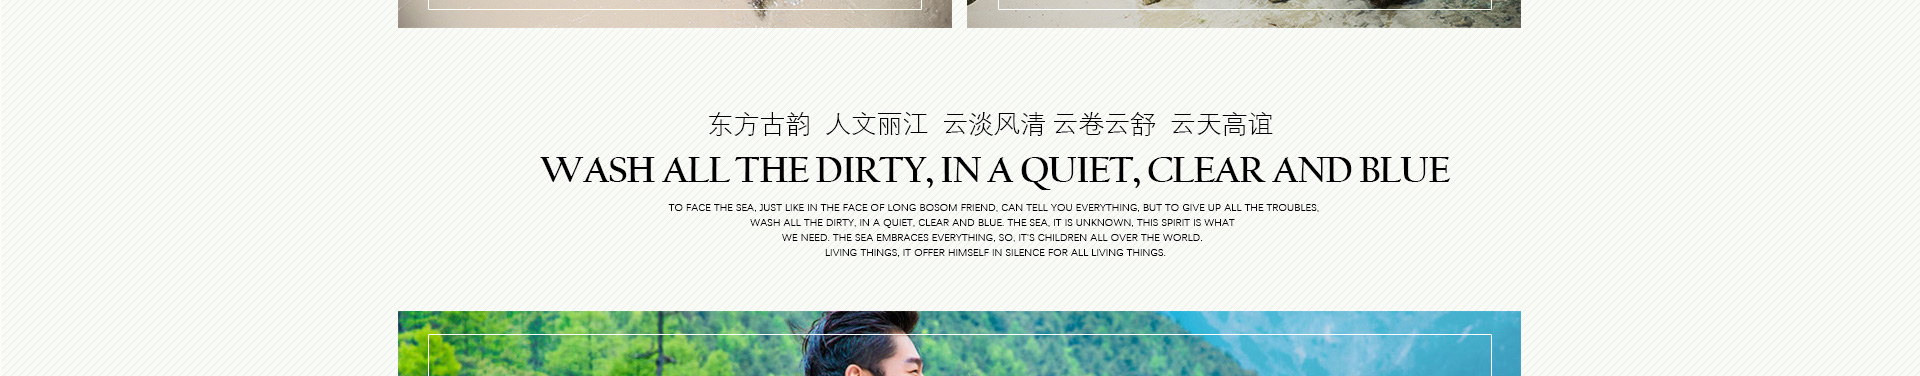 东方古韵 人文丽江 云淡风清 云卷云舒 云天高谊
WASH ALL THE DIRTY, IN A QUIET, CLEAR AND BLUE
TO FACE THE SEA, JUST LIKE IN THE FACE OF LONG BOSOM FRIEND, CAN TELL YOU EVERYTHING, BUT TO GIVE UP ALL THE TROUBLES,
WASH ALL THE DIRTY, IN A QUIET, CLEAR AND BLUE. THE SEA, IT IS UNKNOWN, THIS SPIRIT IS WHAT
WE NEED. THE SEA EMBRACES EVERYTHING, SO, IT'S CHILDREN ALL OVER THE WORLD.
LIVING THINGS, IT OFFER HIMSELF IN SILENCE FOR ALL LIVING THINGS.